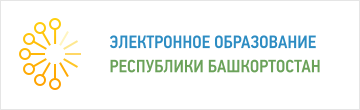 ЭЛЕКТРОННОЕ ОБРАЗОВАНИЕ
РЕСПУБЛИКИ БАШКОРТОСТАН